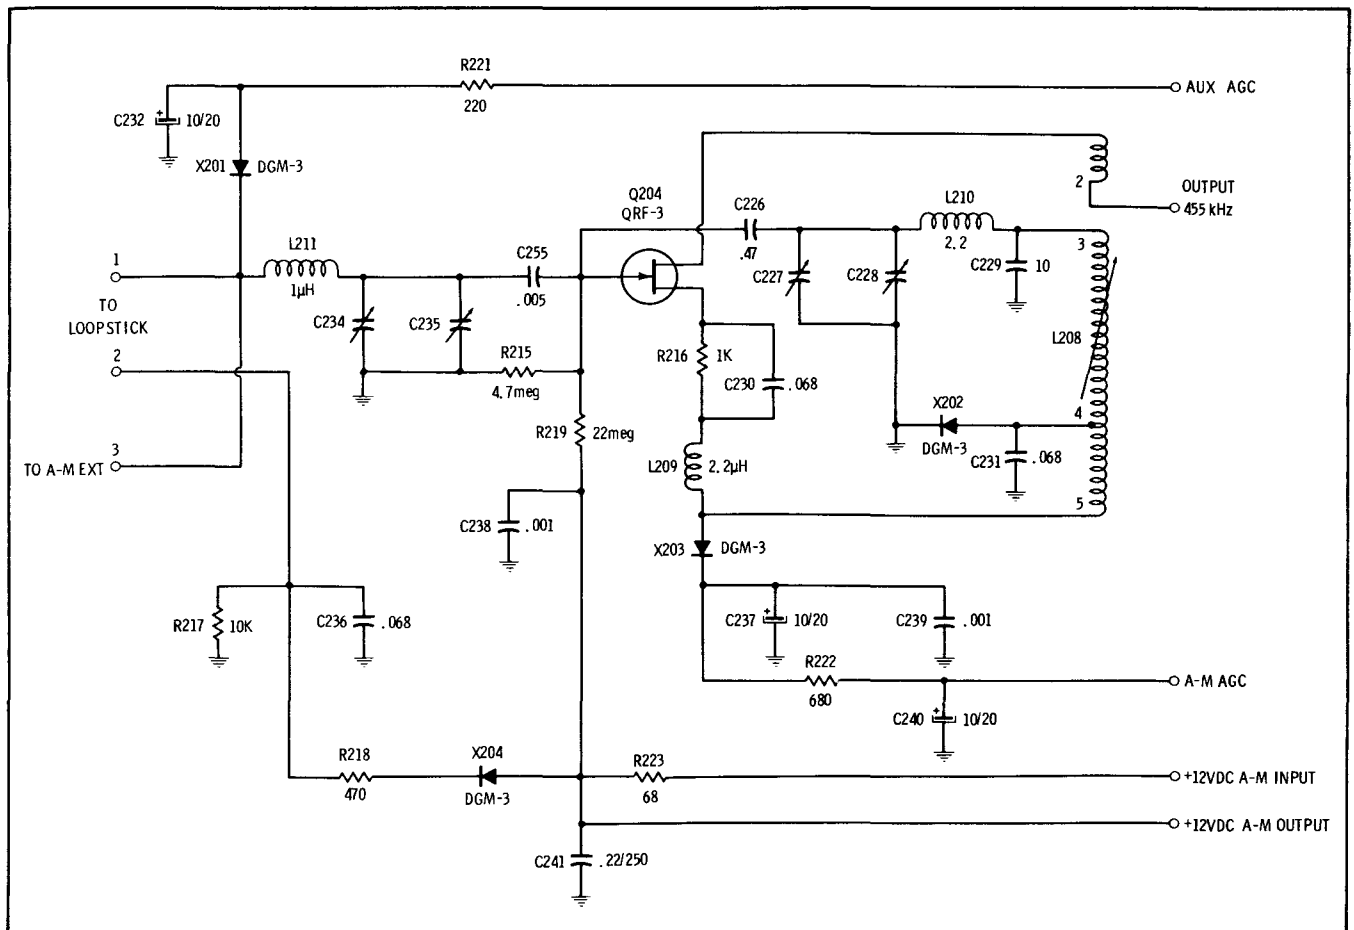 R221
220
AUX AGC
C232
+
10/20
X201
DGM-3
2
OUTPUT
455 kHz
Q204
QRF-3
C226
.47
L210
2.2
L211
1µH
C255
.005
1
TO
LOOPSTICK
2
C234
C235
C227
C228
C229
10
3
L208
R215
4.7meg
R216
1K
C230
.068
R219
22meg
X202
DGM-3
4
C231
.068
3
TO A-M EXT
L209
2.2µH
5
C238
.001
X203
DGM-3
R217
10K
C236
.068
C237
+
10/20
C239
.001
R222
680
A-M AGC
C240
+
10/20
R218
470
X204
DGM-3
R223
68
+12VDC A-M INPUT
+12VDC A-M OUTPUT
C241
.22/250